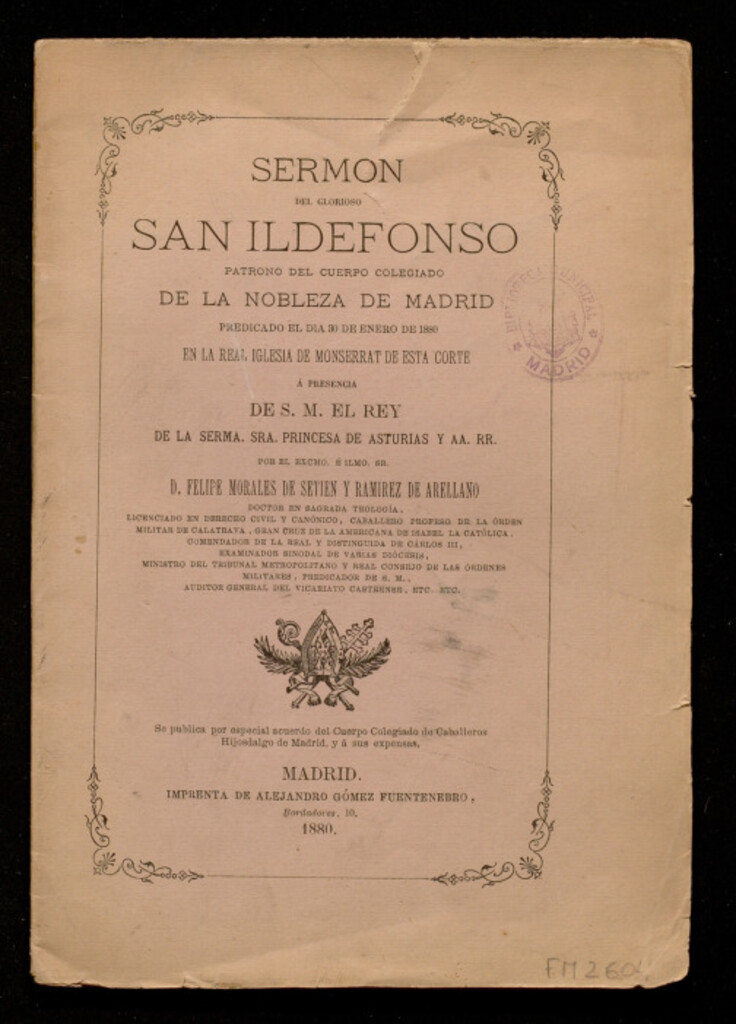 SERMON
DEL GLORIOSO
SAN ILDEFONSO
PATRONO DEL CUERPO COLEGIADO
DE LA NOBLEZA DE MADRID
PREDICADO EL DIA 30 DE ENERO DE 1880
EN LA REAL IGLESIA DE MONSERRAT DE ESTA CORTE
Á PRESENCIA
DE S. M. EL REY
DE LA SERMA. SRA. PRINCESA DE ASTURIAS Y AA. RR.
POR EL EXCMO. É ILMO. SR.
D. FELIPE MORALES DE SETIEN Y RAMIREZ DE ARELLANO
DOCTOR EN SAGRADA TEOLOGÍA,
LICENCIADO EN DERECHO CIVIL Y CANÓNICO, CABALLERO PROFESO DE LA ÓRDEN
MILITAR DE CALATRAVA, GRAN CRUZ DE LA AMERICANA DE ISABEL LA CATÓLICA,
COMENDADOR DE LA REAL Y DISTINGUIDA DE CÁRLOS III,
EXAMINADOR SINODAL DE VARIAS DIÓCESIS,
MINISTRO DEL TRIBUNAL METROPOLITANO Y REAL CONSEJO DE LAS ÓRDENES
MILITARES, PREDICADOR DE S. M.,
AUDITOR GENERAL DEL VICARIATO CASTRENSE, ETC. ETC.
BIBLIOTECA MUNICIPAL
MADRID
Se publica por especial acuerdo del Cuerpo Colegiado de Caballeros
Hijosdalgo de Madrid, y á sus expensas.
MADRID.
IMPRENTA DE ALEJANDRO GÓMEZ FUENTENEBRO,
Bordadores, 10.
1880.